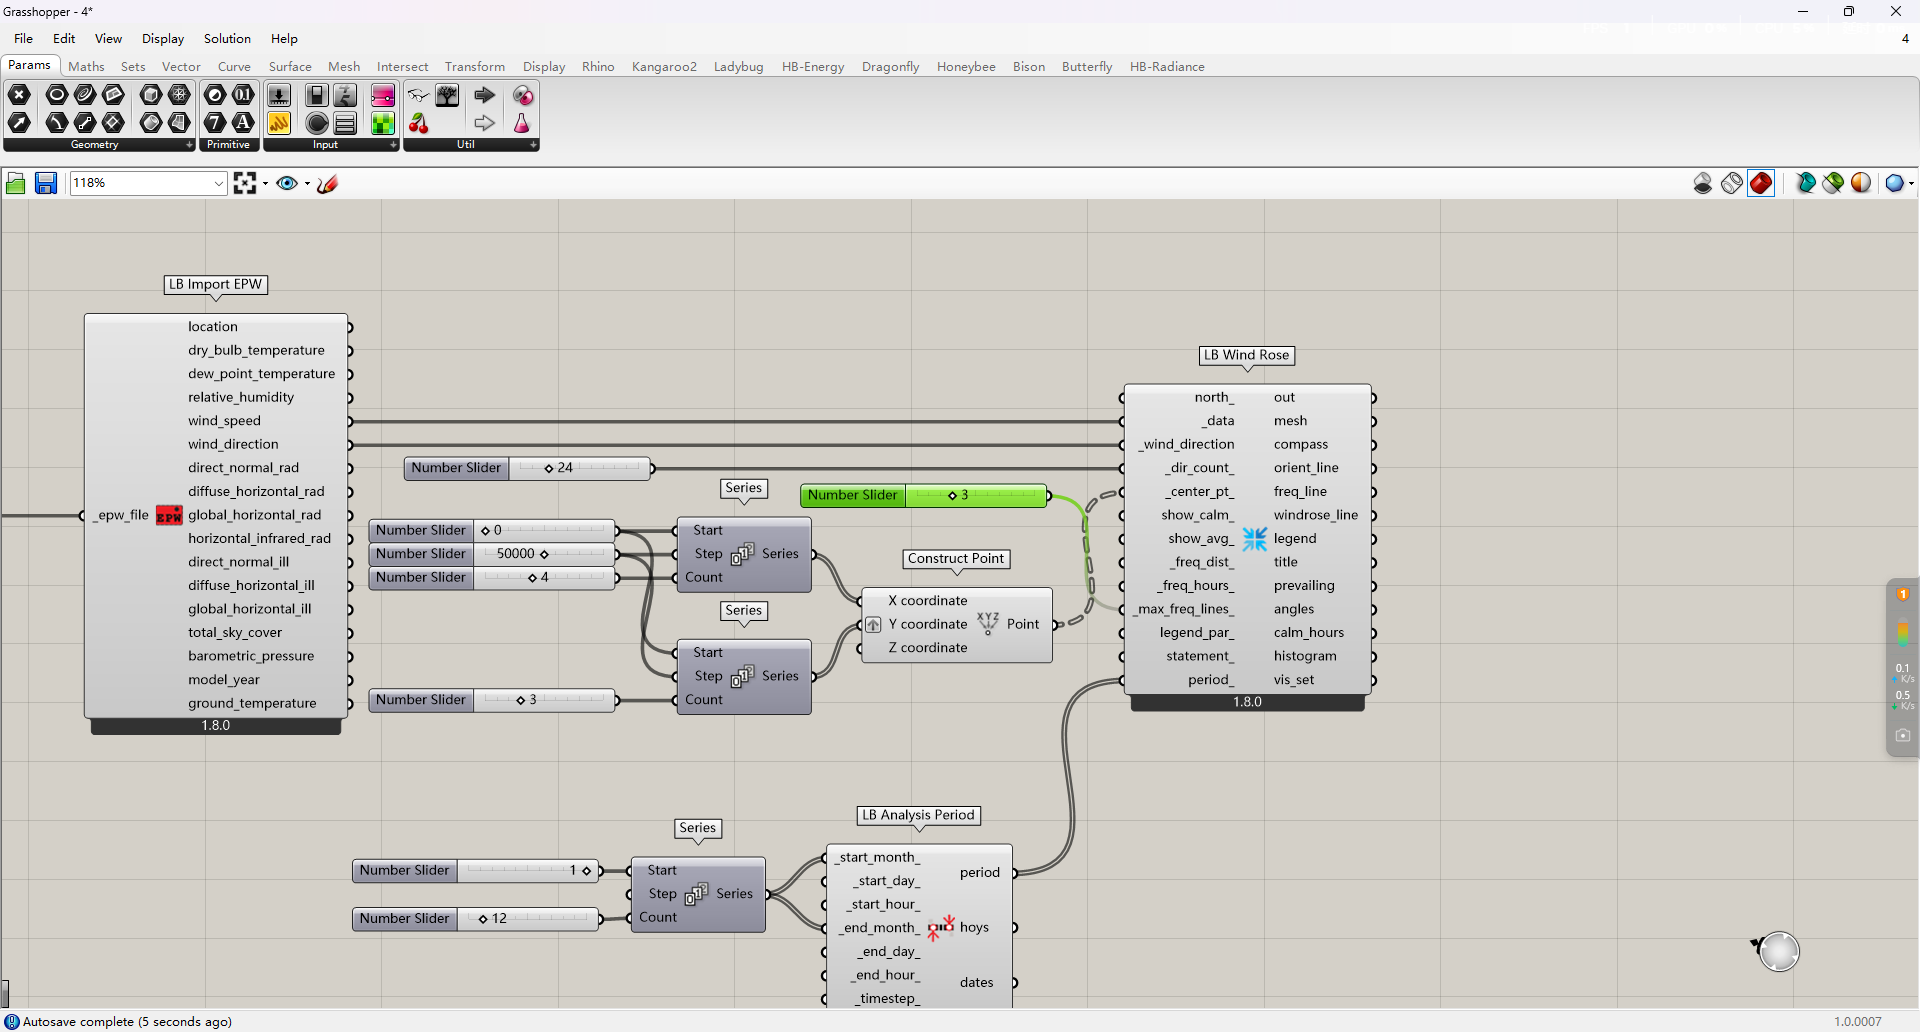 Grasshopper - 4*
File Edit View Display Solution Help 4
Params Maths Sets Vector Curve Surface Mesh Intersect Transform Display Rhino Kangaroo2 Ladybug HB-Energy Dragonfly Honeybee Bison Butterfly HB-Radiance
0.1
7 A
Geometry Primitive Input Util
118%
LB Import EPW
location
dry_bulb_temperature
dew_point_temperature
relative_humidity
wind_speed
wind_direction
direct_normal_rad
diffuse_horizontal_rad
_epw_file EPW global_horizontal_rad
horizontal_infrared_rad
direct_normal_ill
diffuse_horizontal_ill
global_horizontal_ill
total_sky_cover
barometric_pressure
model_year
ground_temperature
1.8.0
Number Slider 24
Number Slider 0
Number Slider 50000
Number Slider 4
Number Slider 3
Series
Start
Step Series
Count
Series
Start
Step Series
Count
Number Slider 3
Construct Point
X coordinate
Y coordinate XYZ Point
Z coordinate
LB Wind Rose
north_ out
_data mesh
_wind_direction compass
_dir_count_ orient_line
_center_pt_ freq_line
show_calm_ windrose_line
show_avg_ legend
_freq_dist_ title
_freq_hours_ prevailing
_max_freq_lines_ angles
legend_par_ calm_hours
statement_ histogram
period_ vis_set
1.8.0
Series
Number Slider 1
Number Slider 12
Start
Step Series
Count
LB Analysis Period
_start_month_
period
_start_day_
_start_hour_
_end_month_ hoys
_end_day_
_end_hour_
dates
_timestep_
1
0.1
K/s
0.5
K/s
Autosave complete (5 seconds ago) 1.0.0007